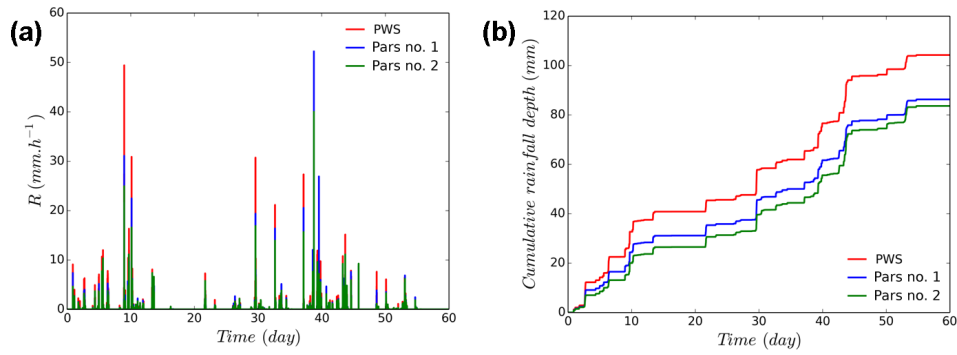 (a)
60
50
40
30
20
10
0
R (mm.h⁻¹)
PWS
Pars no. 1
Pars no. 2
0 10 20 30 40 50 60
Time (day)
(b)
120
100
80
60
40
20
0
Cumulative rainfall depth (mm)
PWS
Pars no. 1
Pars no. 2
0 10 20 30 40 50 60
Time (day)